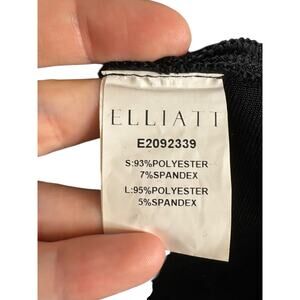 ELLIATT
E2092339
S:93%POLYESTER
7%SPANDEX
L:95%POLYESTER
5%SPANDEX